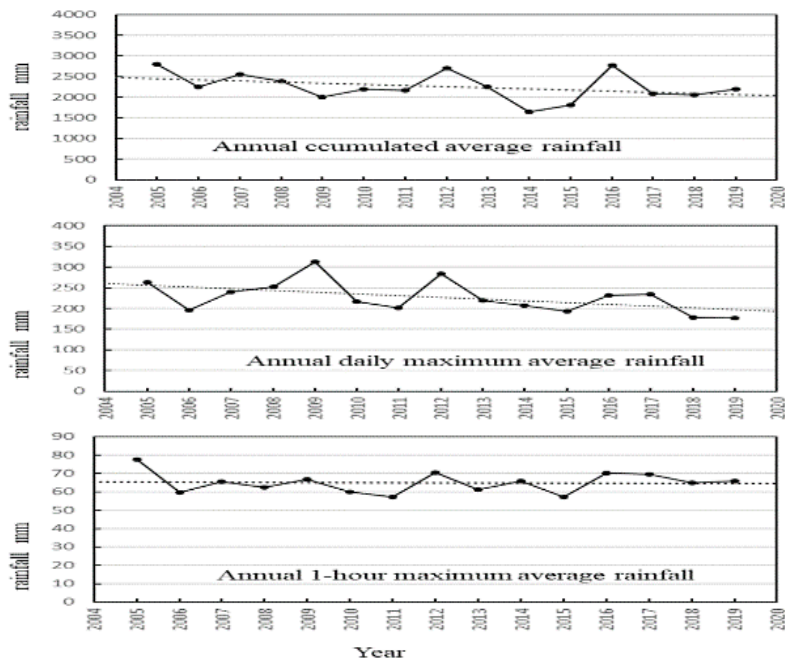 4000
3500
3000
2500
2000
1500
1000
500
0
rainfall mm
Annual ccumulated average rainfall
2004 2005 2006 2007 2008 2009 2010 2011 2012 2013 2014 2015 2016 2017 2018 2019 2020
400
350
300
250
200
150
100
50
0
rainfall mm
Annual daily maximum average rainfall
2004 2005 2006 2007 2008 2009 2010 2011 2012 2013 2014 2015 2016 2017 2018 2019 2020
90
80
70
60
50
40
30
20
10
0
rainfall mm
Annual 1-hour maximum average rainfall
2004 2005 2006 2007 2008 2009 2010 2011 2012 2013 2014 2015 2016 2017 2018 2019 2020
Year